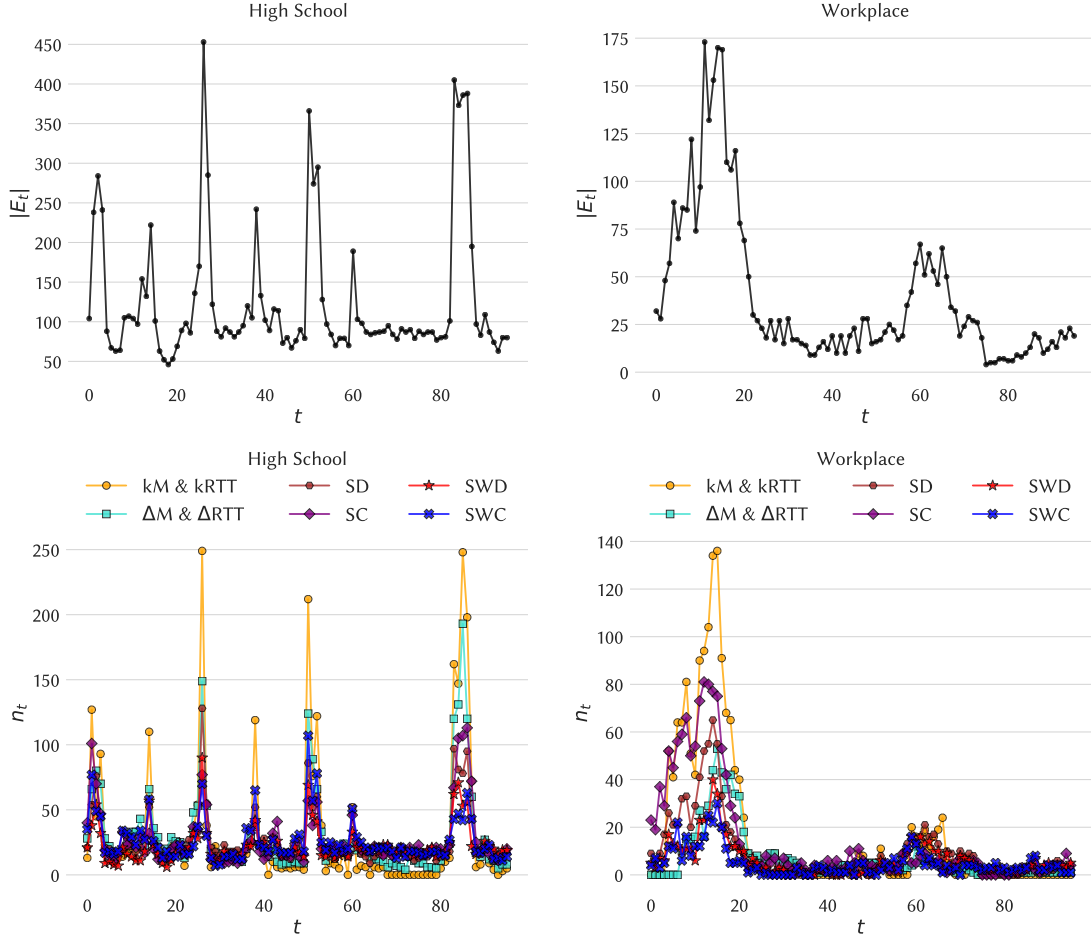 High School
Workplace
450
400
350
300
250
200
150
100
50
|E_t|
0
20
40
60
80
t
175
150
125
100
75
50
25
0
|E_t|
0
20
40
60
80
t
High School
kM & kRTT
SD
SWD
ΔM & ΔRTT
SC
SWC
250
200
150
100
50
0
n_t
0
20
40
60
80
t
Workplace
kM & kRTT
SD
SWD
ΔM & ΔRTT
SC
SWC
140
120
100
80
60
40
20
0
n_t
0
20
40
60
80
t